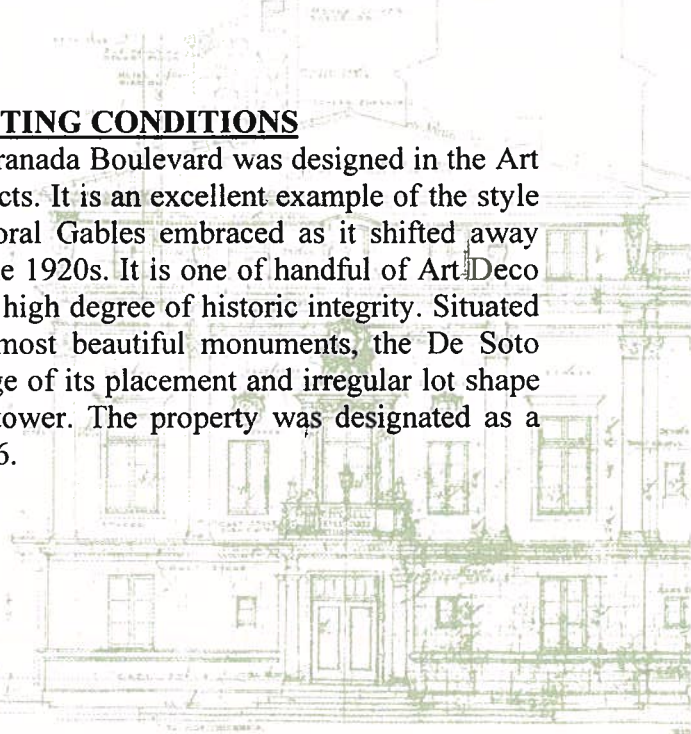 TING CONDITIONS
ranada Boulevard was designed in the Art
cts. It is an excellent example of the style
oral Gables embraced as it shifted away
e 1920s. It is one of handful of Art Deco
high degree of historic integrity. Situated
most beautiful monuments, the De Soto
ge of its placement and irregular lot shape
tower. The property was designated as a
6.